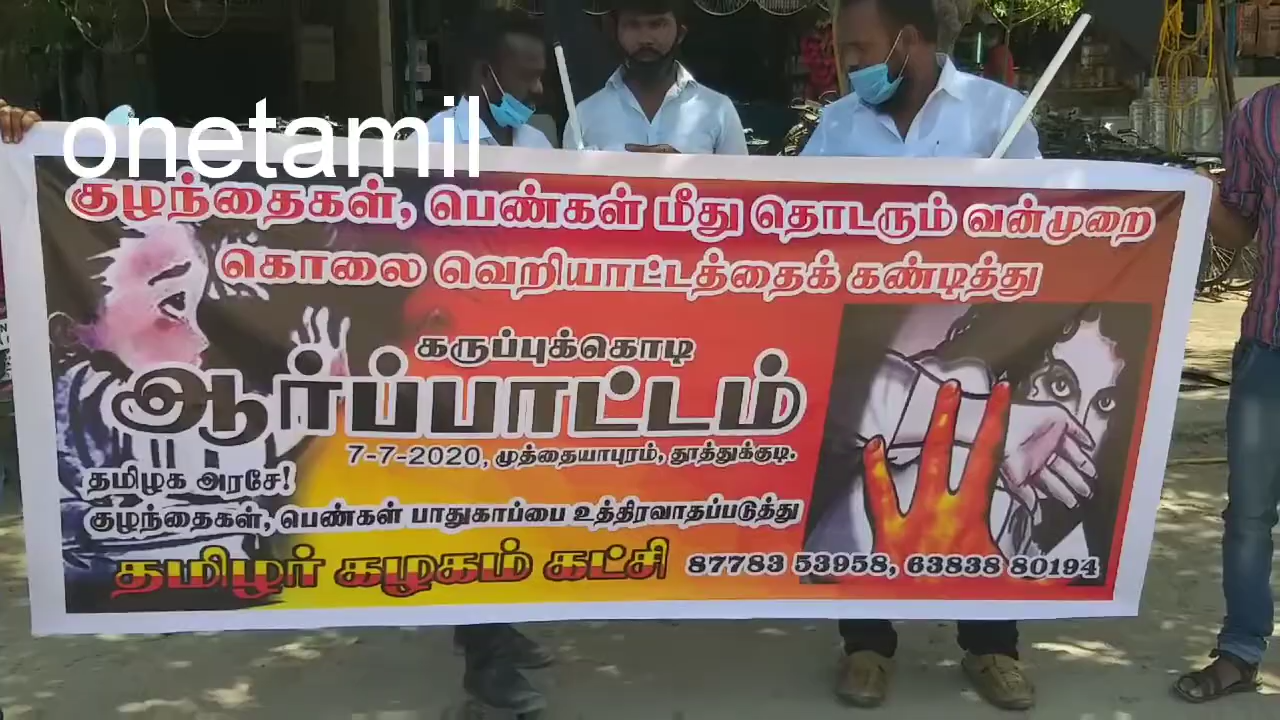 onetamil
குழந்தைகள், பெண்கள் மீது தொடரும் வன்முறை
கொலை வெறியாட்டத்தைக் கண்டித்து
கருப்புக்கொடி
ஆர்ப்பாட்டம்
7-7-2020, முத்தையாபுரம், தூத்துக்குடி.
தமிழக அரசே!
குழந்தைகள், பெண்கள் பாதுகாப்பை உத்திரவாதப்படுத்து
தமிழர் கழகம் கட்சி 87783 53958, 63838 80194